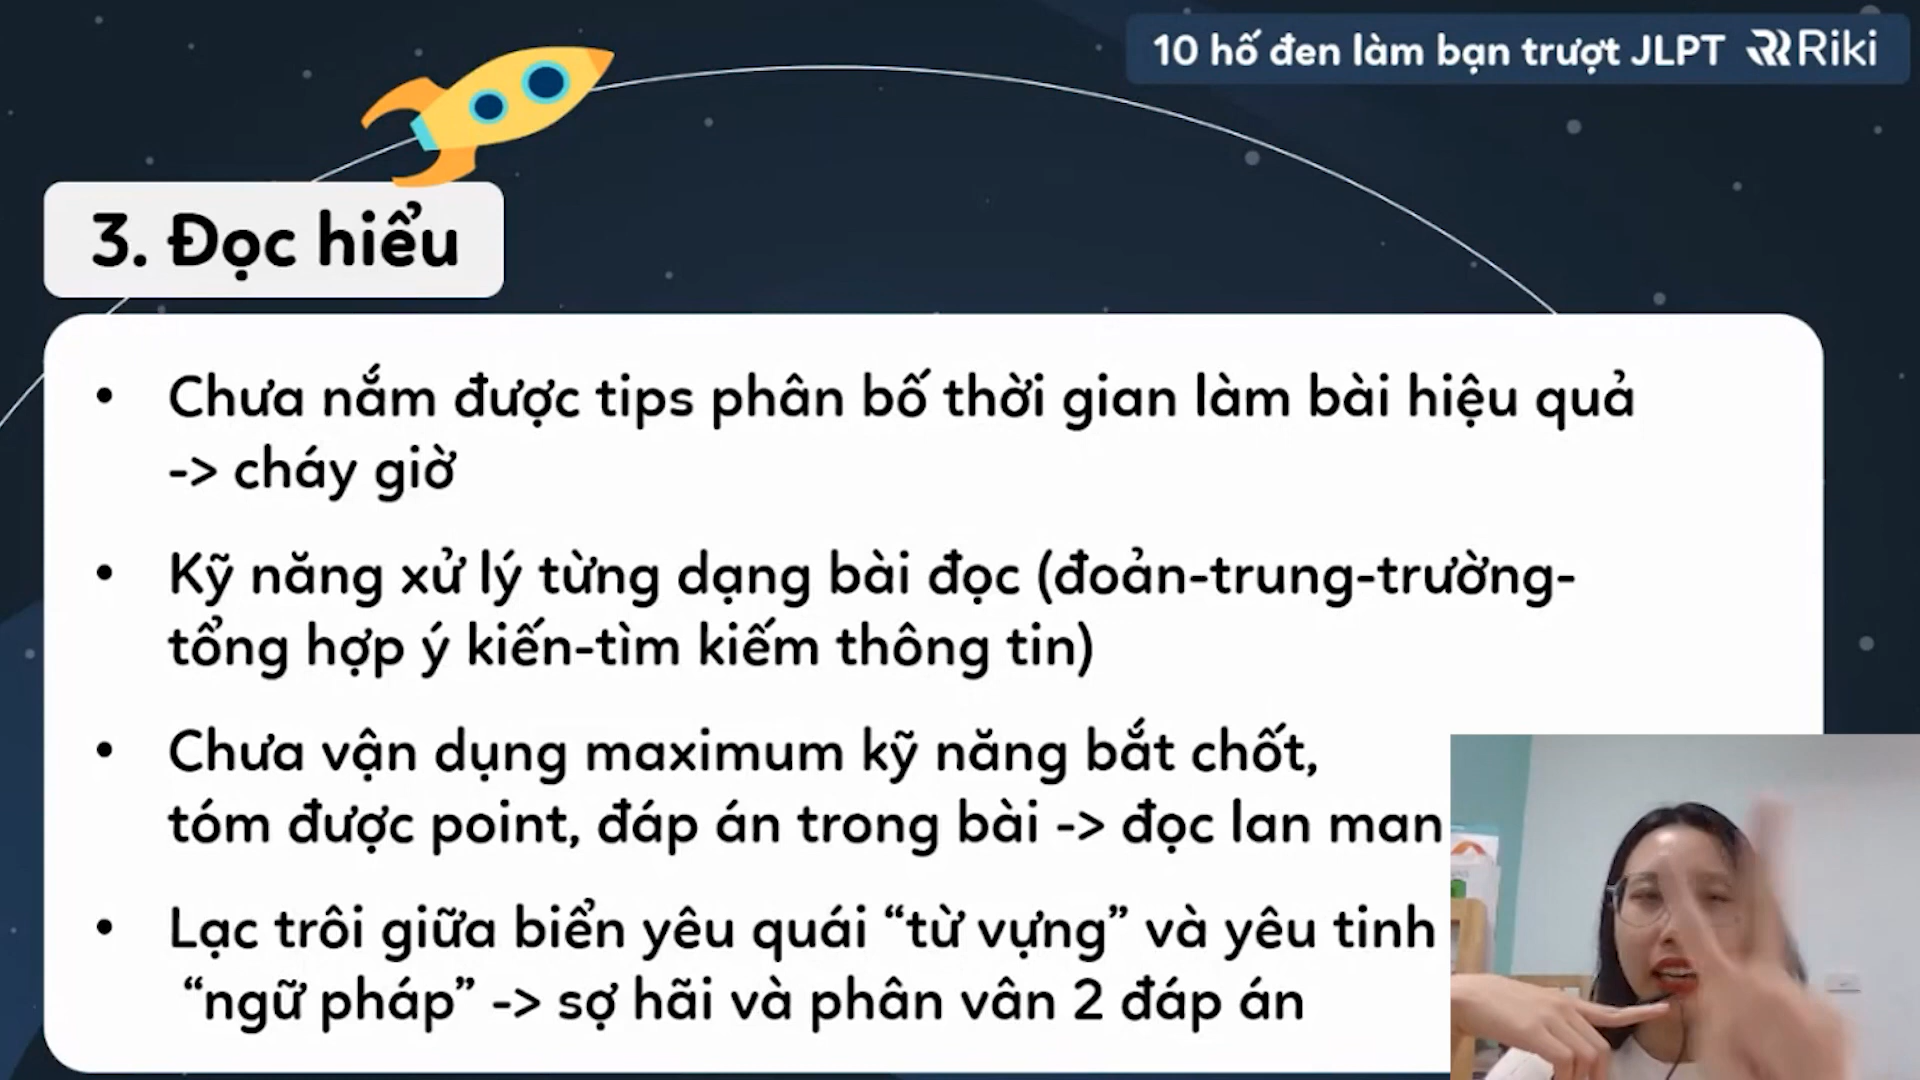 10 hố đen làm bạn trượt JLPT Riki
3. Đọc hiểu
• Chưa nắm được tips phân bố thời gian làm bài hiệu quả
-> cháy giờ
• Kỹ năng xử lý từng dạng bài đọc (đoản-trung-trường-
tổng hợp ý kiến-tìm kiếm thông tin)
• Chưa vận dụng maximum kỹ năng bắt chốt,
tóm được point, đáp án trong bài -> đọc lan man
• Lạc trôi giữa biển yêu quái “từ vựng” và yêu tinh
“ngữ pháp” -> sợ hãi và phân vân 2 đáp án